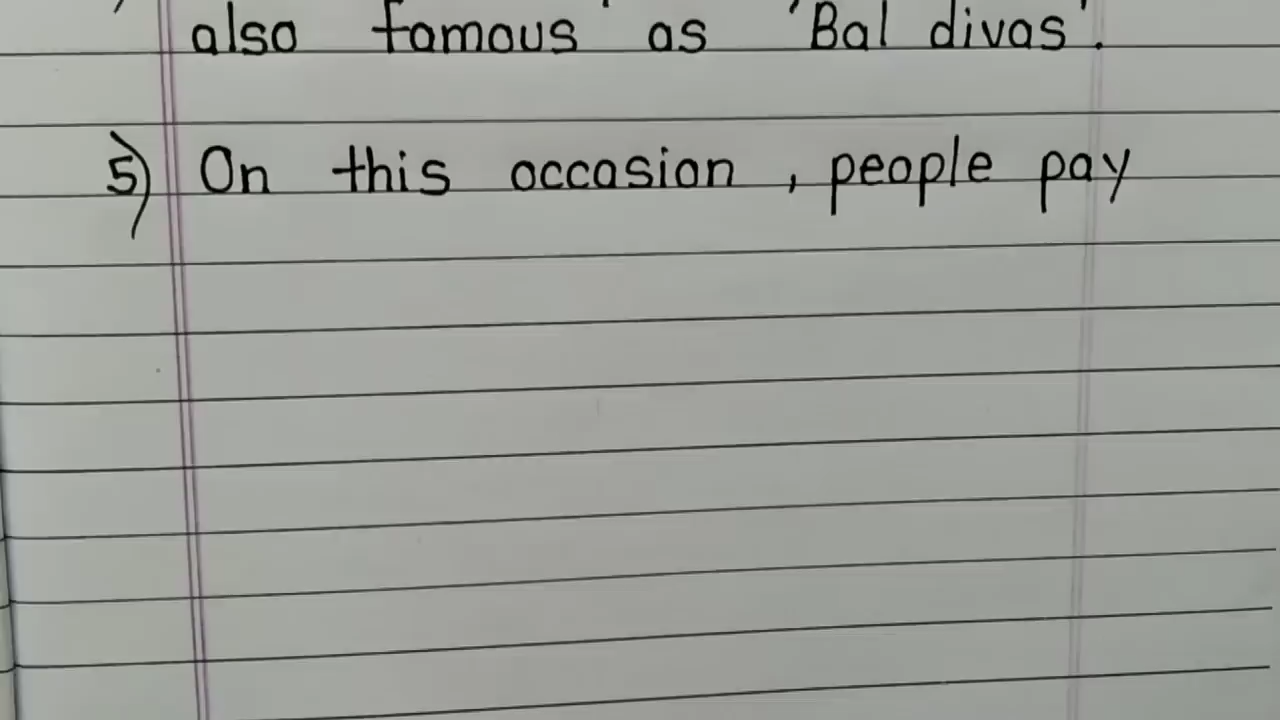 also famous as 'Bal divas'.
5) On this occasion, people pay